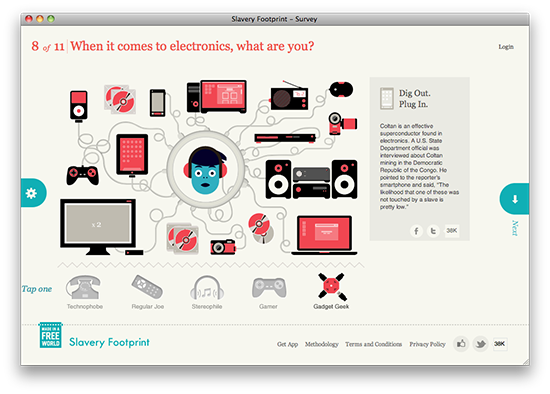 Slavery Footprint – Survey
8 of 11 When it comes to electronics, what are you?
Login
Dig Out.
Plug In.
Coltan is an effective
superconductor found in
electronics. A U.S. State
Department official was
interviewed about Coltan
mining in the Democratic
Republic of the Congo. He
pointed to the reporter's
smartphone and said, "The
likelihood that one of these was
not touched by a slave is
pretty low."
38K
x 2
Next
Tap one
Technophobe
Regular Joe
Stereophile
Gamer
Gadget Geek
MADE IN A
FREE
WORLD
Slavery Footprint
Get App
Methodology
Terms and Conditions
Privacy Policy
38K